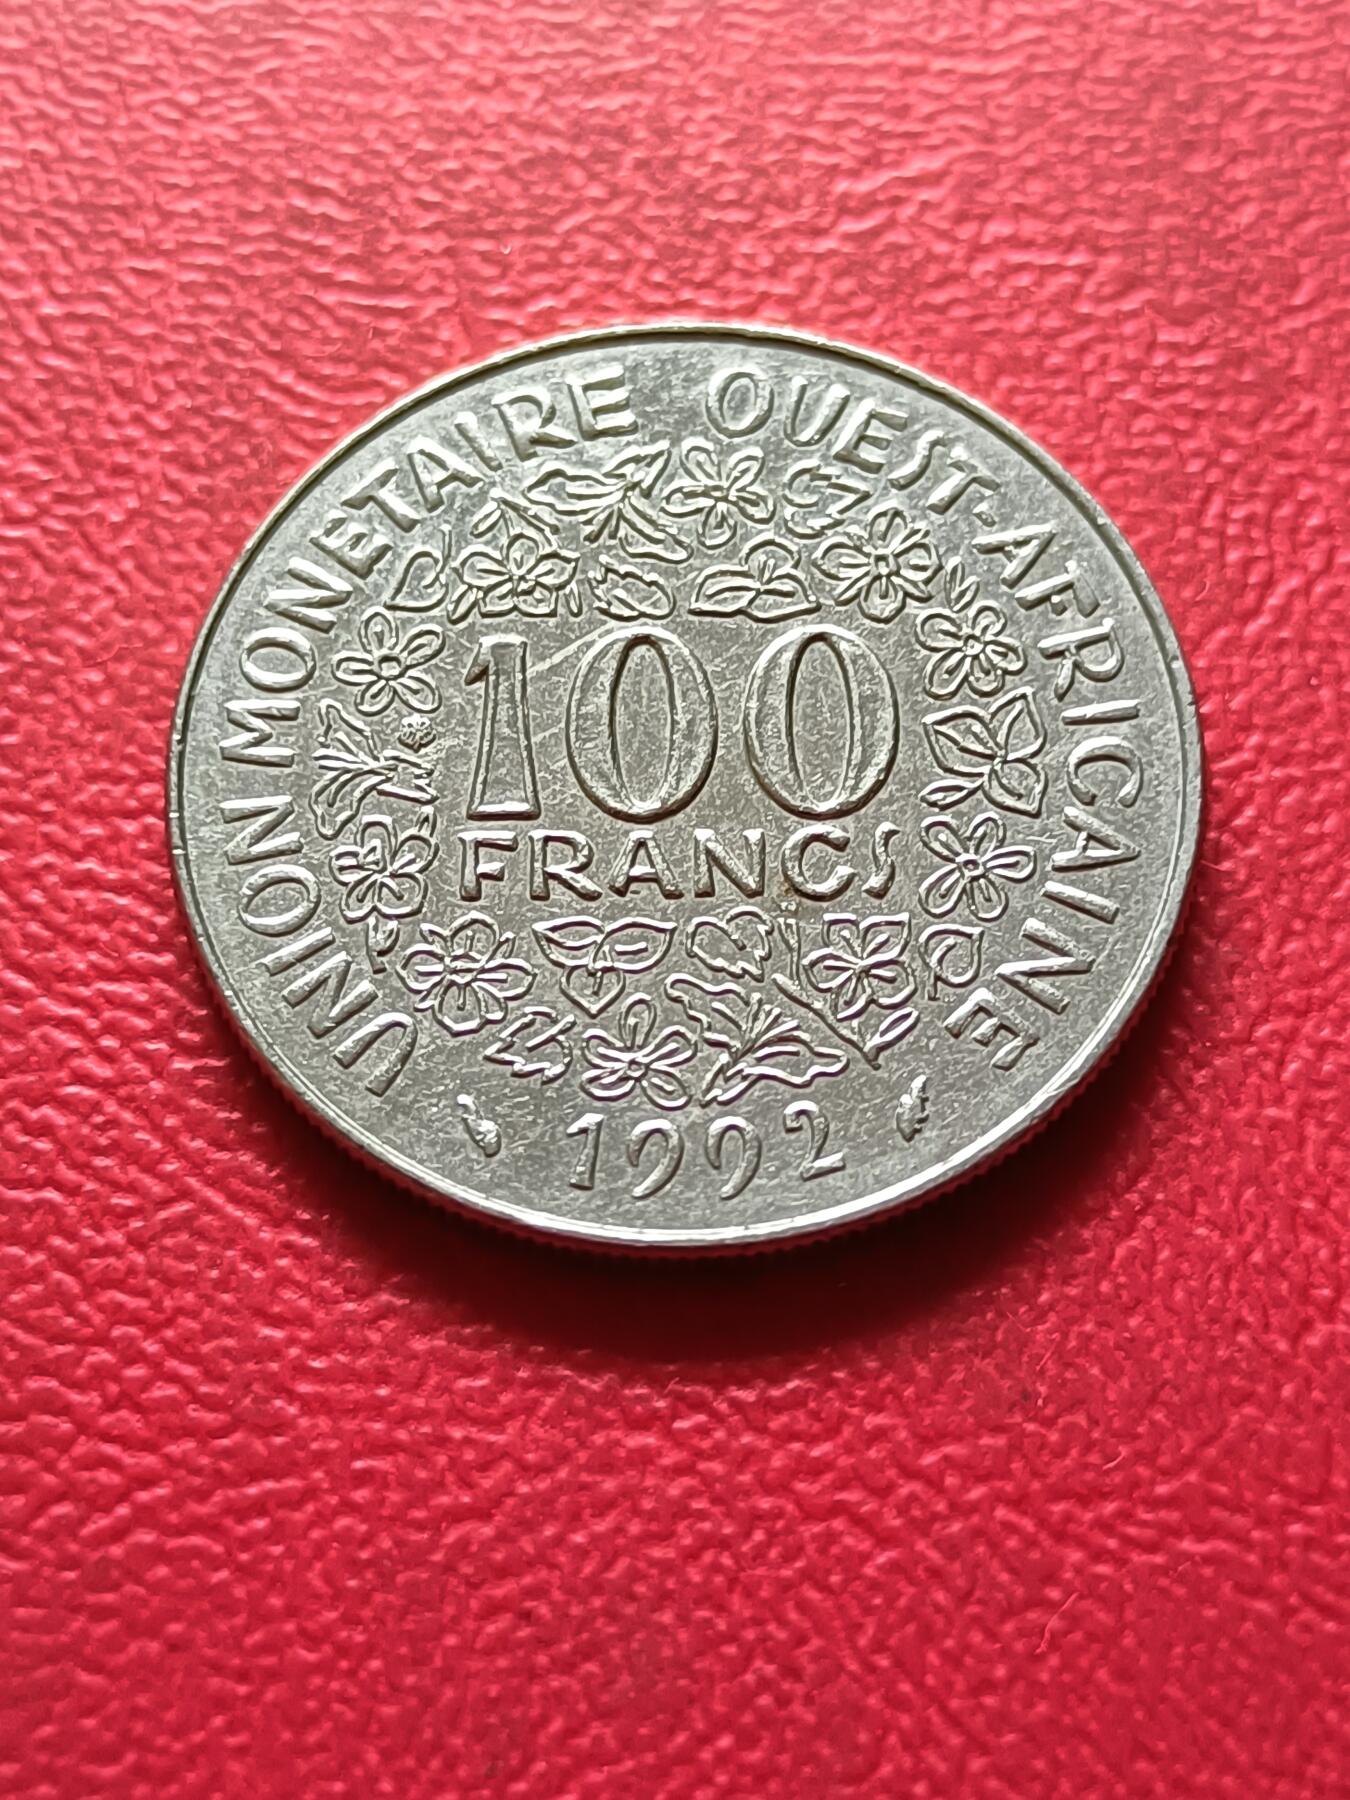 UNION MONETAIRE OUEST-AFRICAINE
100
FRANCS
1992